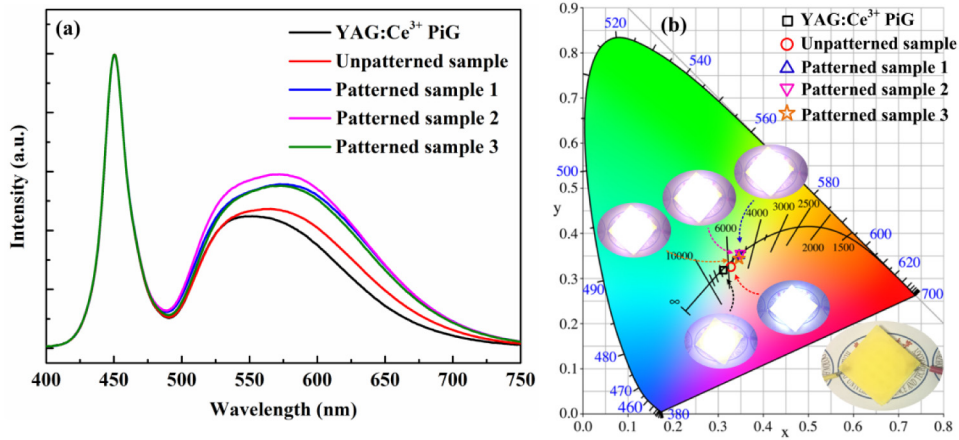 (a)
YAG:Ce³⁺ PiG
Unpatterned sample
Patterned sample 1
Patterned sample 2
Patterned sample 3
Intensity (a.u.)
400 450 500 550 600 650 700 750
Wavelength (nm)
(b)
YAG:Ce³⁺ PiG
Unpatterned sample
Patterned sample 1
Patterned sample 2
Patterned sample 3
0.9
0.8
0.7
0.6
0.5
y
0.4
0.3
0.2
0.1
0.0
520
540
560
500
580
600
620
700
490
480
470
460
380
∞
10000
6000
4000
3000
2500
2000
1500
0.0 0.1 0.2 0.3 0.4 0.5 0.6 0.7 0.8
x